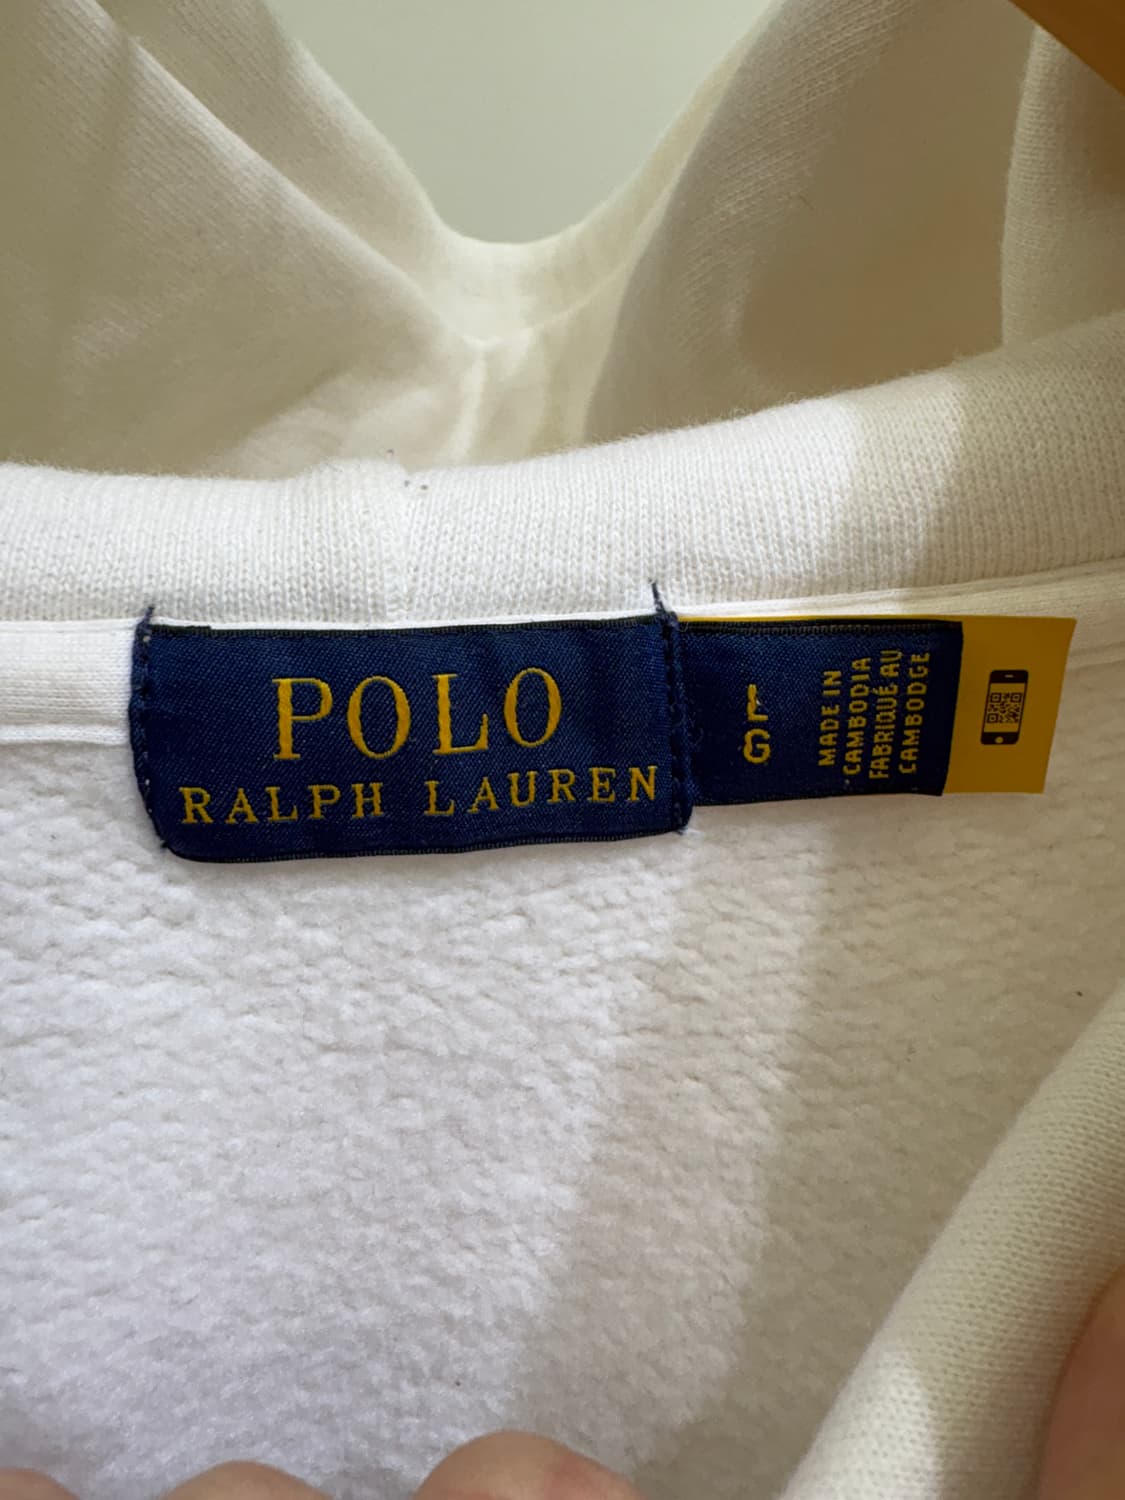 POLO
RALPH LAUREN
L
G
MADE IN
CAMBODIA
FABRIQUÉ AU
CAMBODGE